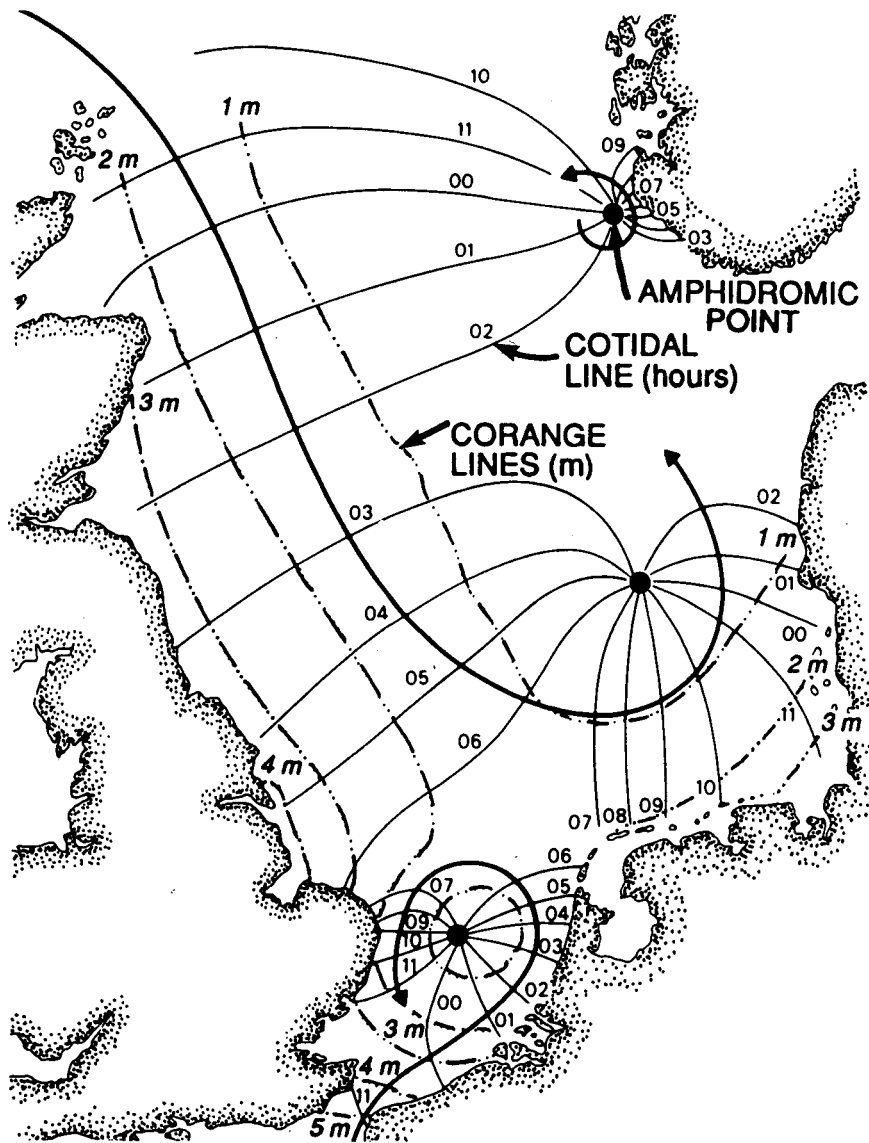 10
1 m
11
2 m
09
07
00
05
03
01
AMPHIDROMIC
POINT
02
COTIDAL
LINE (hours)
3 m
CORANGE
LINES (m)
03
02
1 m
01
04
00
05
2 m
11
3 m
06
4 m
10
07
08
09
06
07
05
09
04
10
03
11
02
00
01
3 m
4 m
11
5 m